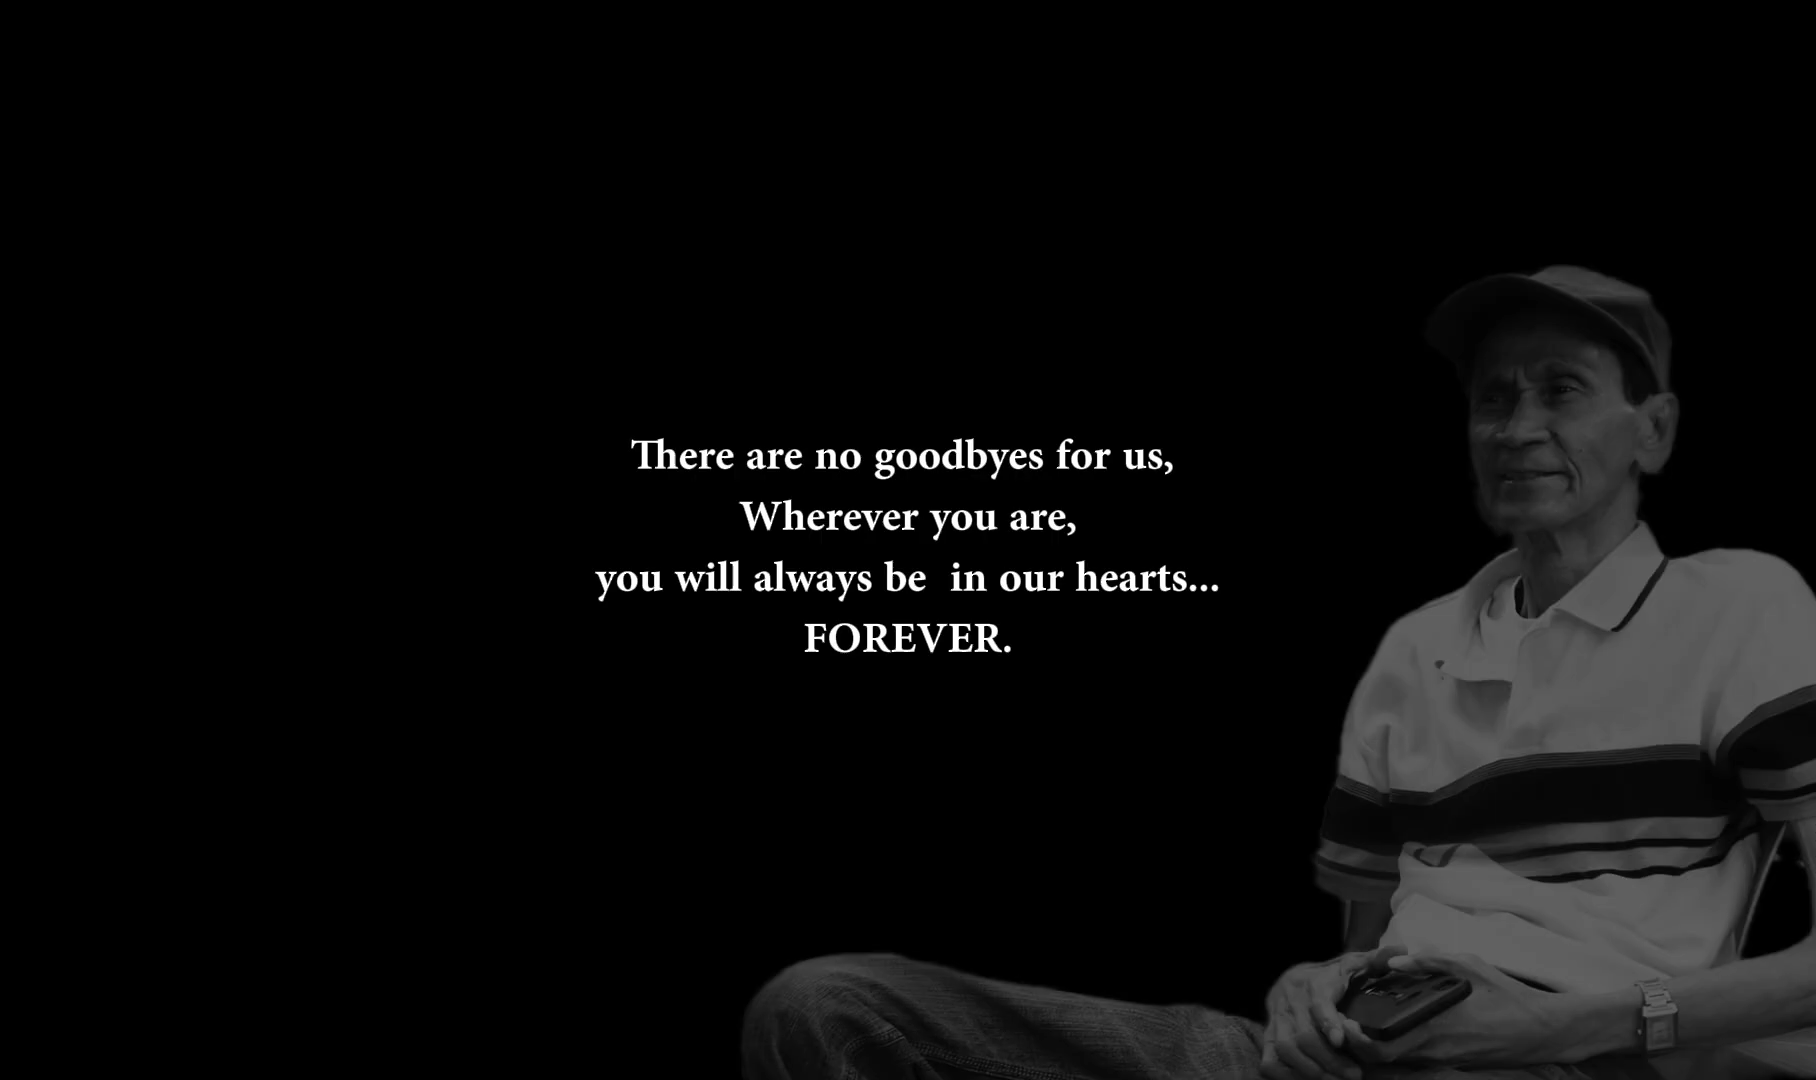 There are no goodbyes for us,
Wherever you are,
you will always be  in our hearts...
FOREVER.